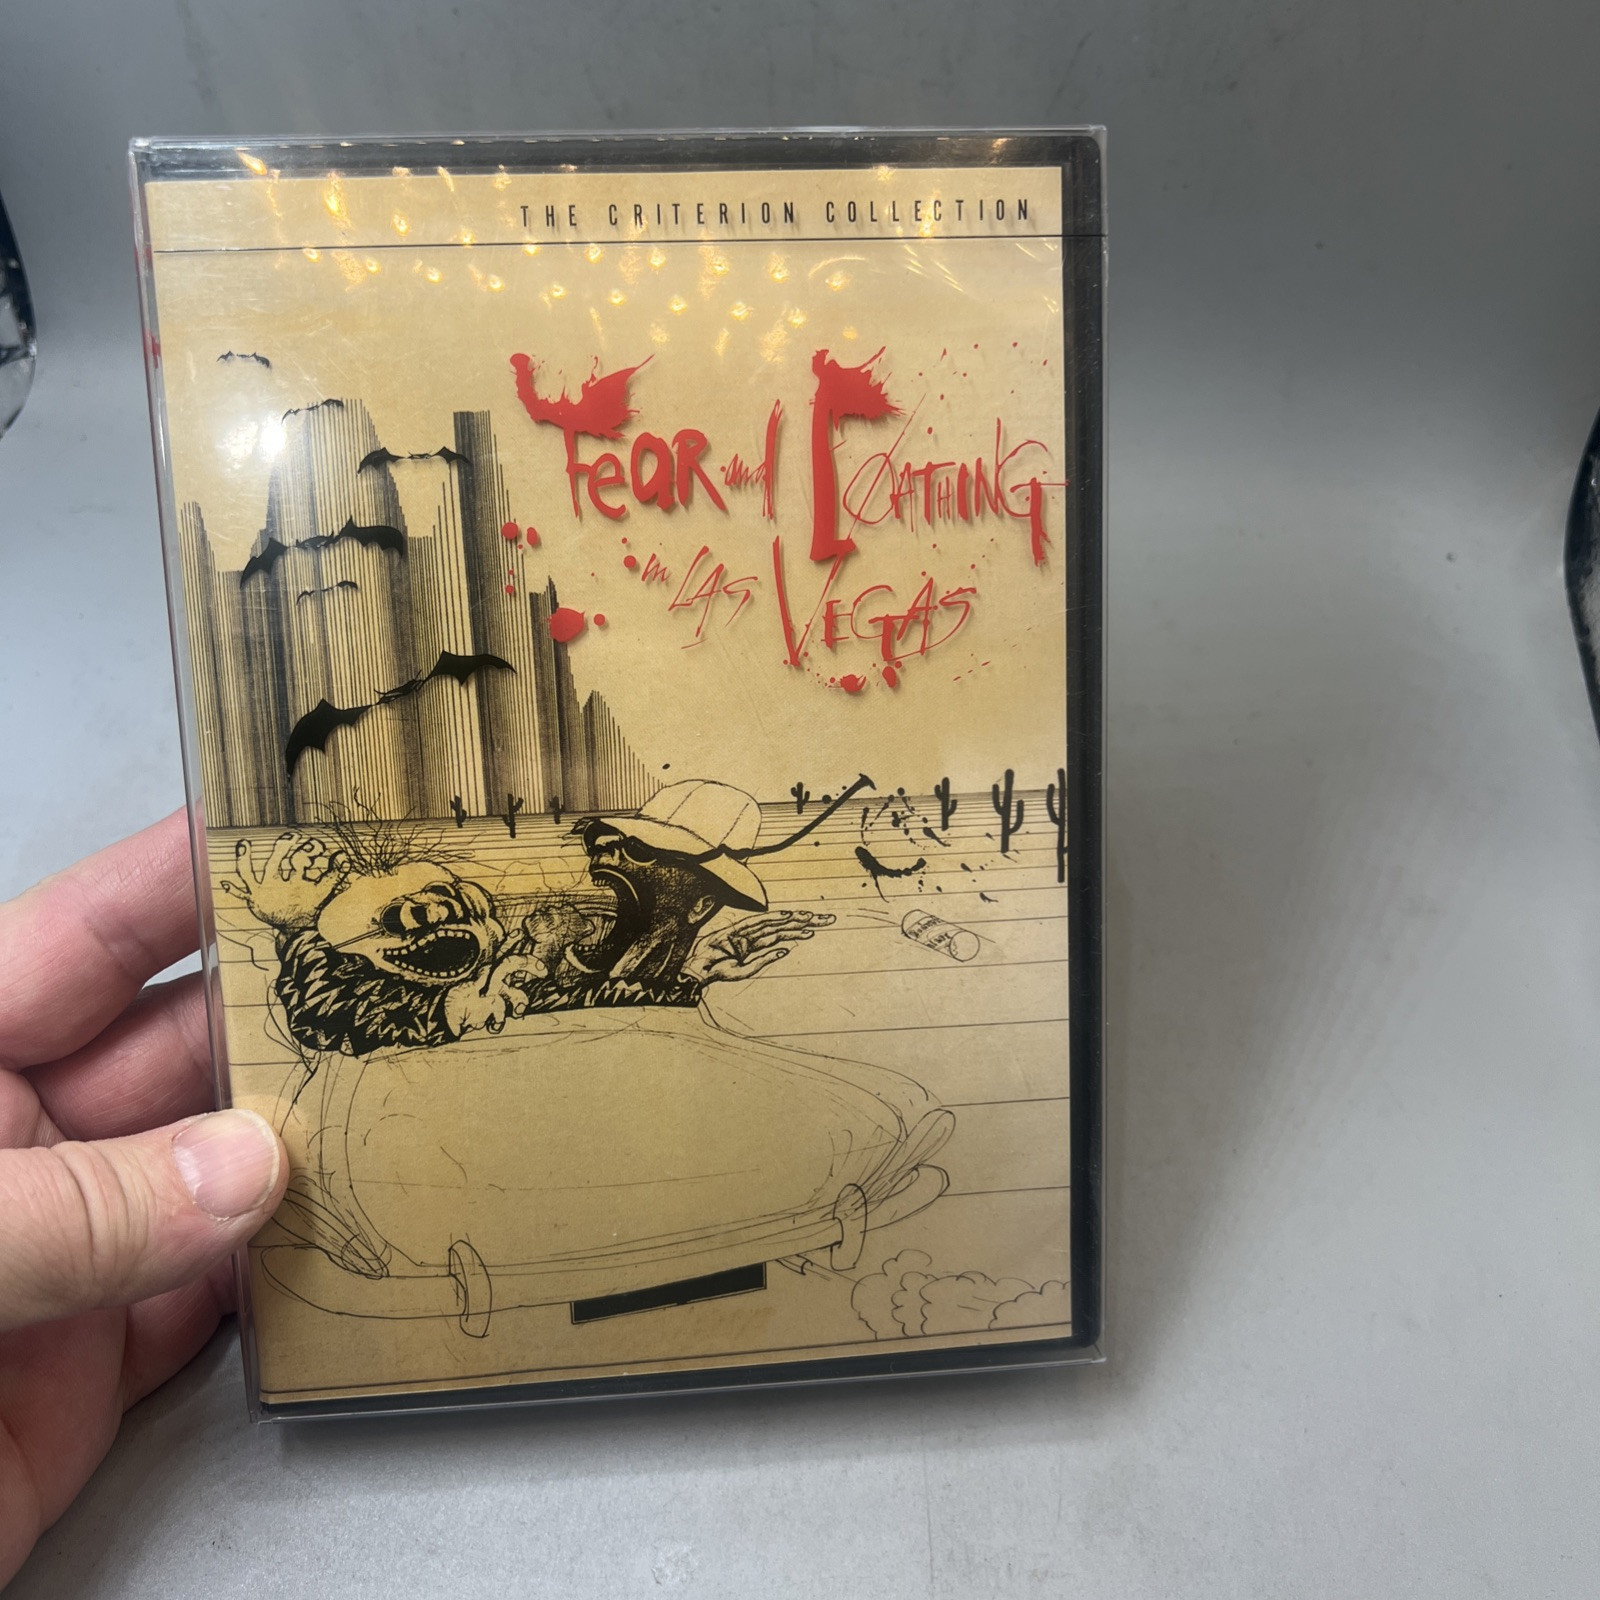 THE CRITERION COLLECTION
FEAR and LOATHING
in LAS VEGAS